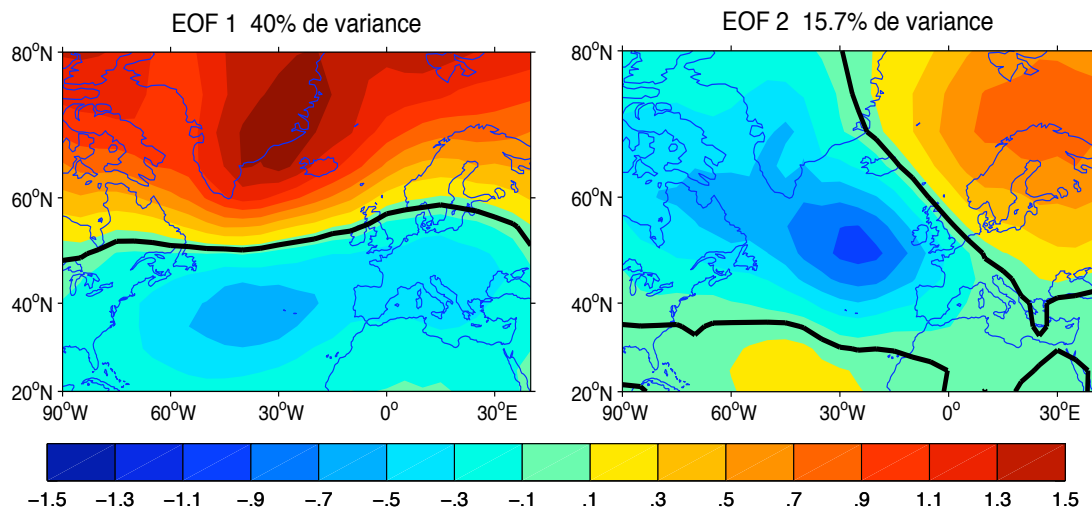 EOF 1 40% de variance
EOF 2 15.7% de variance
80°N
60°N
40°N
20°N
90°W 60°W 30°W 0° 30°E
80°N
60°N
40°N
20°N
90°W 60°W 30°W 0° 30°E
−1.5 −1.3 −1.1 −.9 −.7 −.5 −.3 −.1 .1 .3 .5 .7 .9 1.1 1.3 1.5